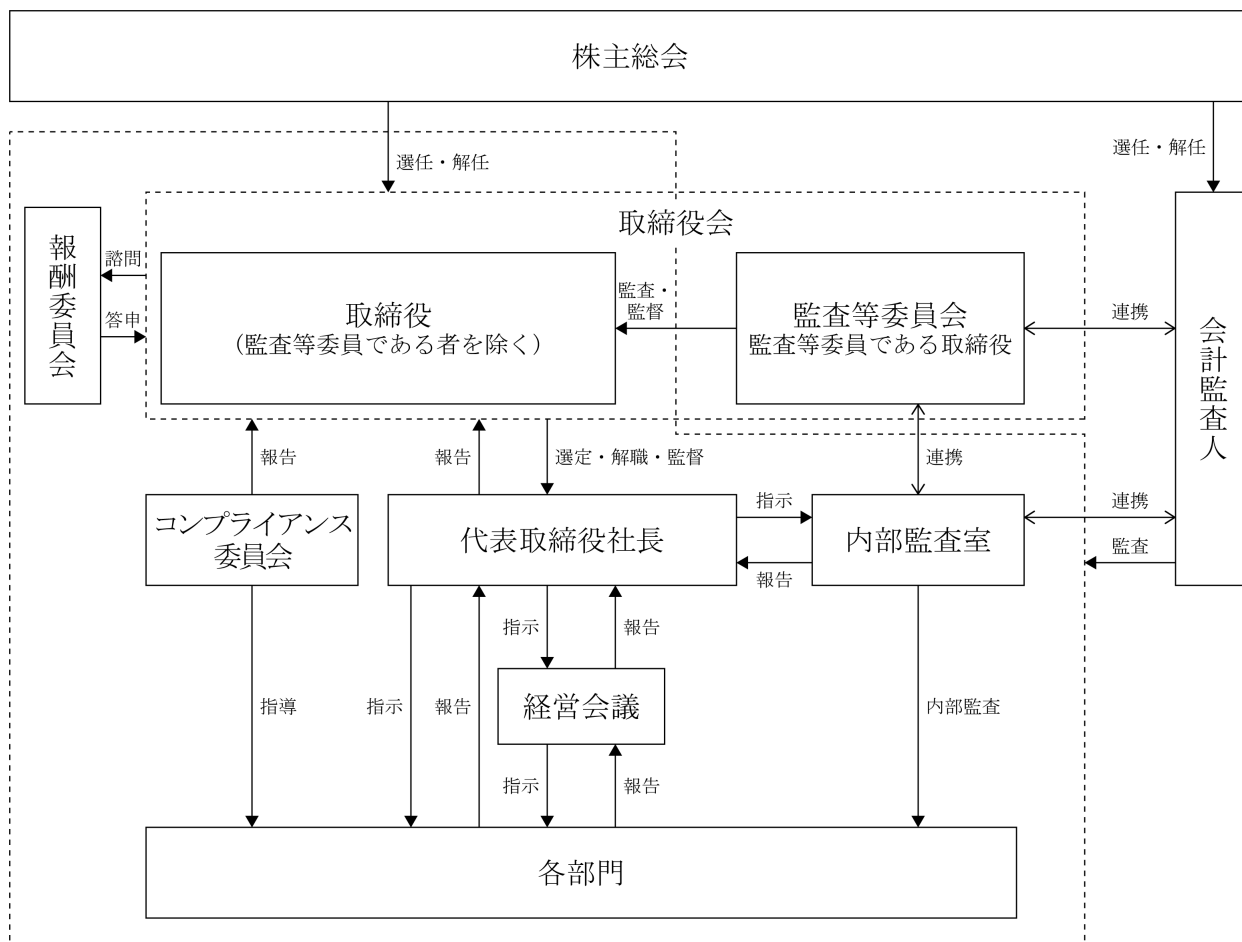 株主総会
選任・解任
選任・解任
取締役会
報酬委員会
諮問
答申
取締役
（監査等委員である者を除く）
監査・
監督
監査等委員会
監査等委員である取締役
連携
会計監査人
報告
報告
選定・解職・監督
連携
コンプライアンス
委員会
代表取締役社長
指示
報告
内部監査室
連携
監査
指示
報告
指導
指示
報告
経営会議
内部監査
指示
報告
各部門